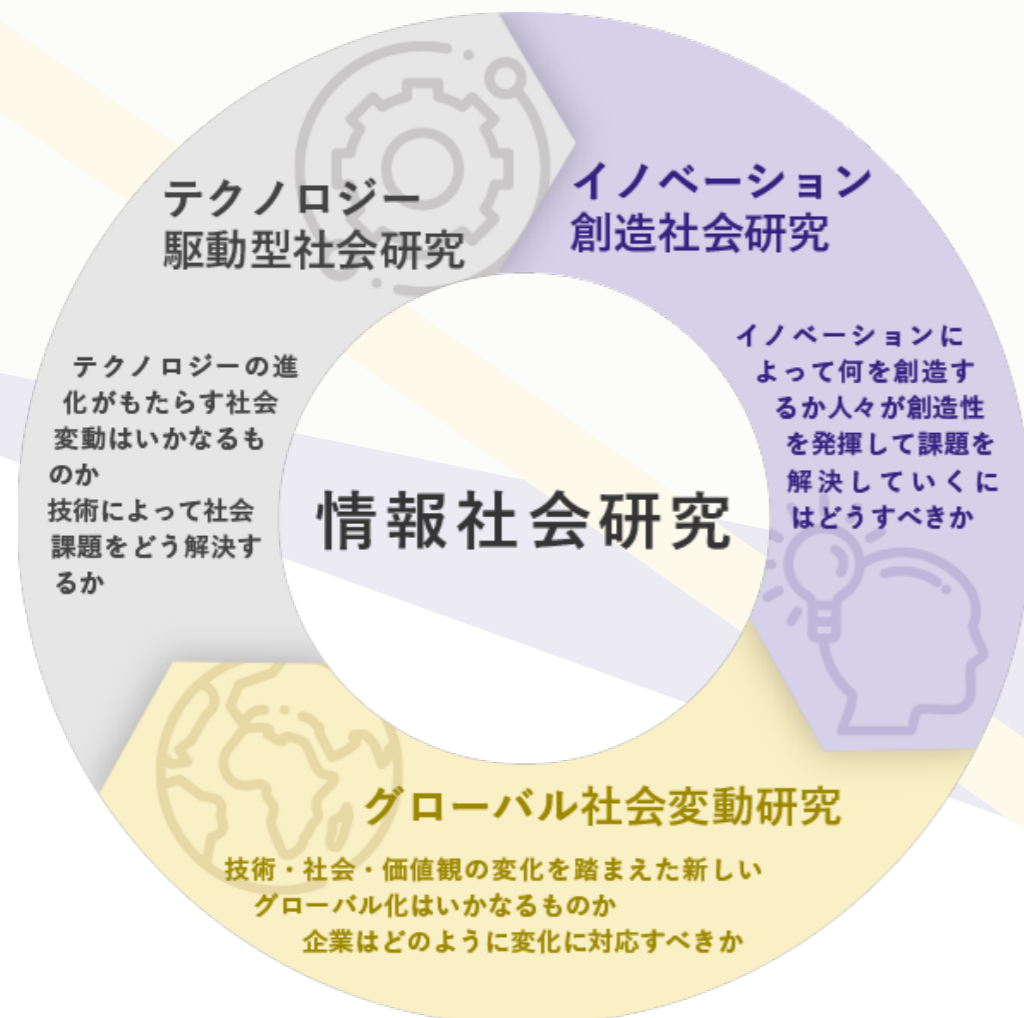 テクノロジー
駆動型社会研究
テクノロジーの進
化がもたらす社会
変動はいかなるも
のか
技術によって社会
課題をどう解決す
るか
イノベーション
創造社会研究
イノベーションに
よって何を創造す
るか人々が創造性
を発揮して課題を
解決していくに
はどうすべきか
情報社会研究
グローバル社会変動研究
技術・社会・価値観の変化を踏まえた新しい
グローバル化はいかなるものか
企業はどのように変化に対応すべきか